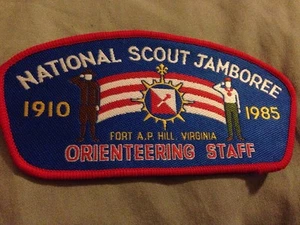 NATIONAL SCOUT JAMBOREE
1910 1985
FORT A.P. HILL, VIRGINIA
ORIENTEERING STAFF